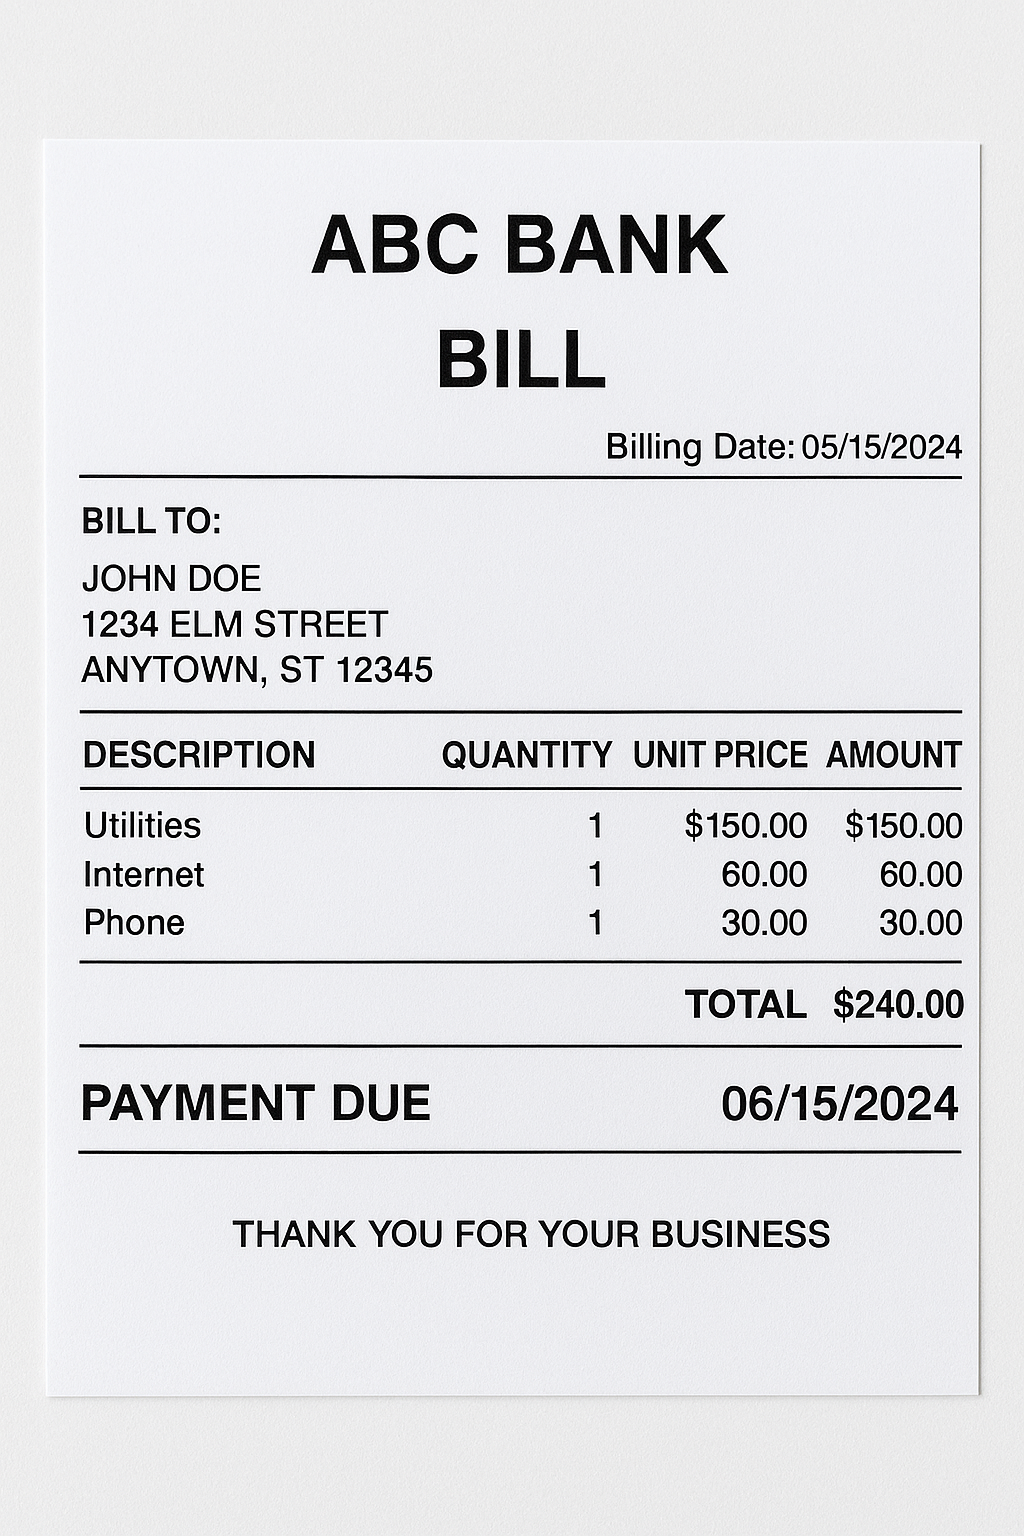 ABC BANK
BILL
Billing Date: 05/15/2024
BILL TO:
JOHN DOE
1234 ELM STREET
ANYTOWN, ST 12345
DESCRIPTION QUANTITY UNIT PRICE AMOUNT
Utilities 1 $150.00 $150.00
Internet 1 60.00 60.00
Phone 1 30.00 30.00
TOTAL $240.00
PAYMENT DUE 06/15/2024
THANK YOU FOR YOUR BUSINESS